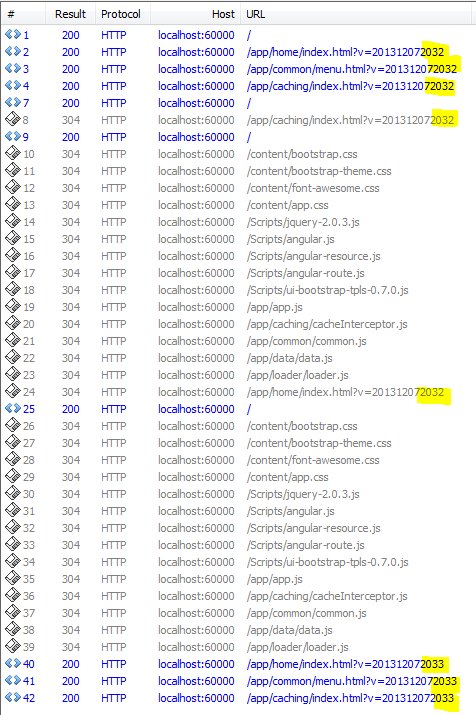 # Result Protocol Host URL
1 200 HTTP localhost:60000 /
2 200 HTTP localhost:60000 /app/home/index.html?v=201312072032
3 200 HTTP localhost:60000 /app/common/menu.html?v=201312072032
4 200 HTTP localhost:60000 /app/caching/index.html?v=201312072032
7 200 HTTP localhost:60000 /
8 304 HTTP localhost:60000 /app/caching/index.html?v=201312072032
9 200 HTTP localhost:60000 /
10 304 HTTP localhost:60000 /content/bootstrap.css
11 304 HTTP localhost:60000 /content/bootstrap-theme.css
12 304 HTTP localhost:60000 /content/font-awesome.css
13 304 HTTP localhost:60000 /content/app.css
14 304 HTTP localhost:60000 /Scripts/jquery-2.0.3.js
15 304 HTTP localhost:60000 /Scripts/angular.js
16 304 HTTP localhost:60000 /Scripts/angular-resource.js
17 304 HTTP localhost:60000 /Scripts/angular-route.js
18 304 HTTP localhost:60000 /Scripts/ui-bootstrap-tpls-0.7.0.js
19 304 HTTP localhost:60000 /app/app.js
20 304 HTTP localhost:60000 /app/caching/cacheInterceptor.js
21 304 HTTP localhost:60000 /app/common/common.js
22 304 HTTP localhost:60000 /app/data/data.js
23 304 HTTP localhost:60000 /app/loader/loader.js
24 304 HTTP localhost:60000 /app/home/index.html?v=201312072032
25 200 HTTP localhost:60000 /
26 304 HTTP localhost:60000 /content/bootstrap.css
27 304 HTTP localhost:60000 /content/bootstrap-theme.css
28 304 HTTP localhost:60000 /content/font-awesome.css
29 304 HTTP localhost:60000 /content/app.css
30 304 HTTP localhost:60000 /Scripts/jquery-2.0.3.js
31 304 HTTP localhost:60000 /Scripts/angular.js
32 304 HTTP localhost:60000 /Scripts/angular-resource.js
33 304 HTTP localhost:60000 /Scripts/angular-route.js
34 304 HTTP localhost:60000 /Scripts/ui-bootstrap-tpls-0.7.0.js
35 304 HTTP localhost:60000 /app/app.js
36 304 HTTP localhost:60000 /app/caching/cacheInterceptor.js
37 304 HTTP localhost:60000 /app/common/common.js
38 304 HTTP localhost:60000 /app/data/data.js
39 304 HTTP localhost:60000 /app/loader/loader.js
40 200 HTTP localhost:60000 /app/home/index.html?v=201312072033
41 200 HTTP localhost:60000 /app/common/menu.html?v=201312072033
42 200 HTTP localhost:60000 /app/caching/index.html?v=201312072033